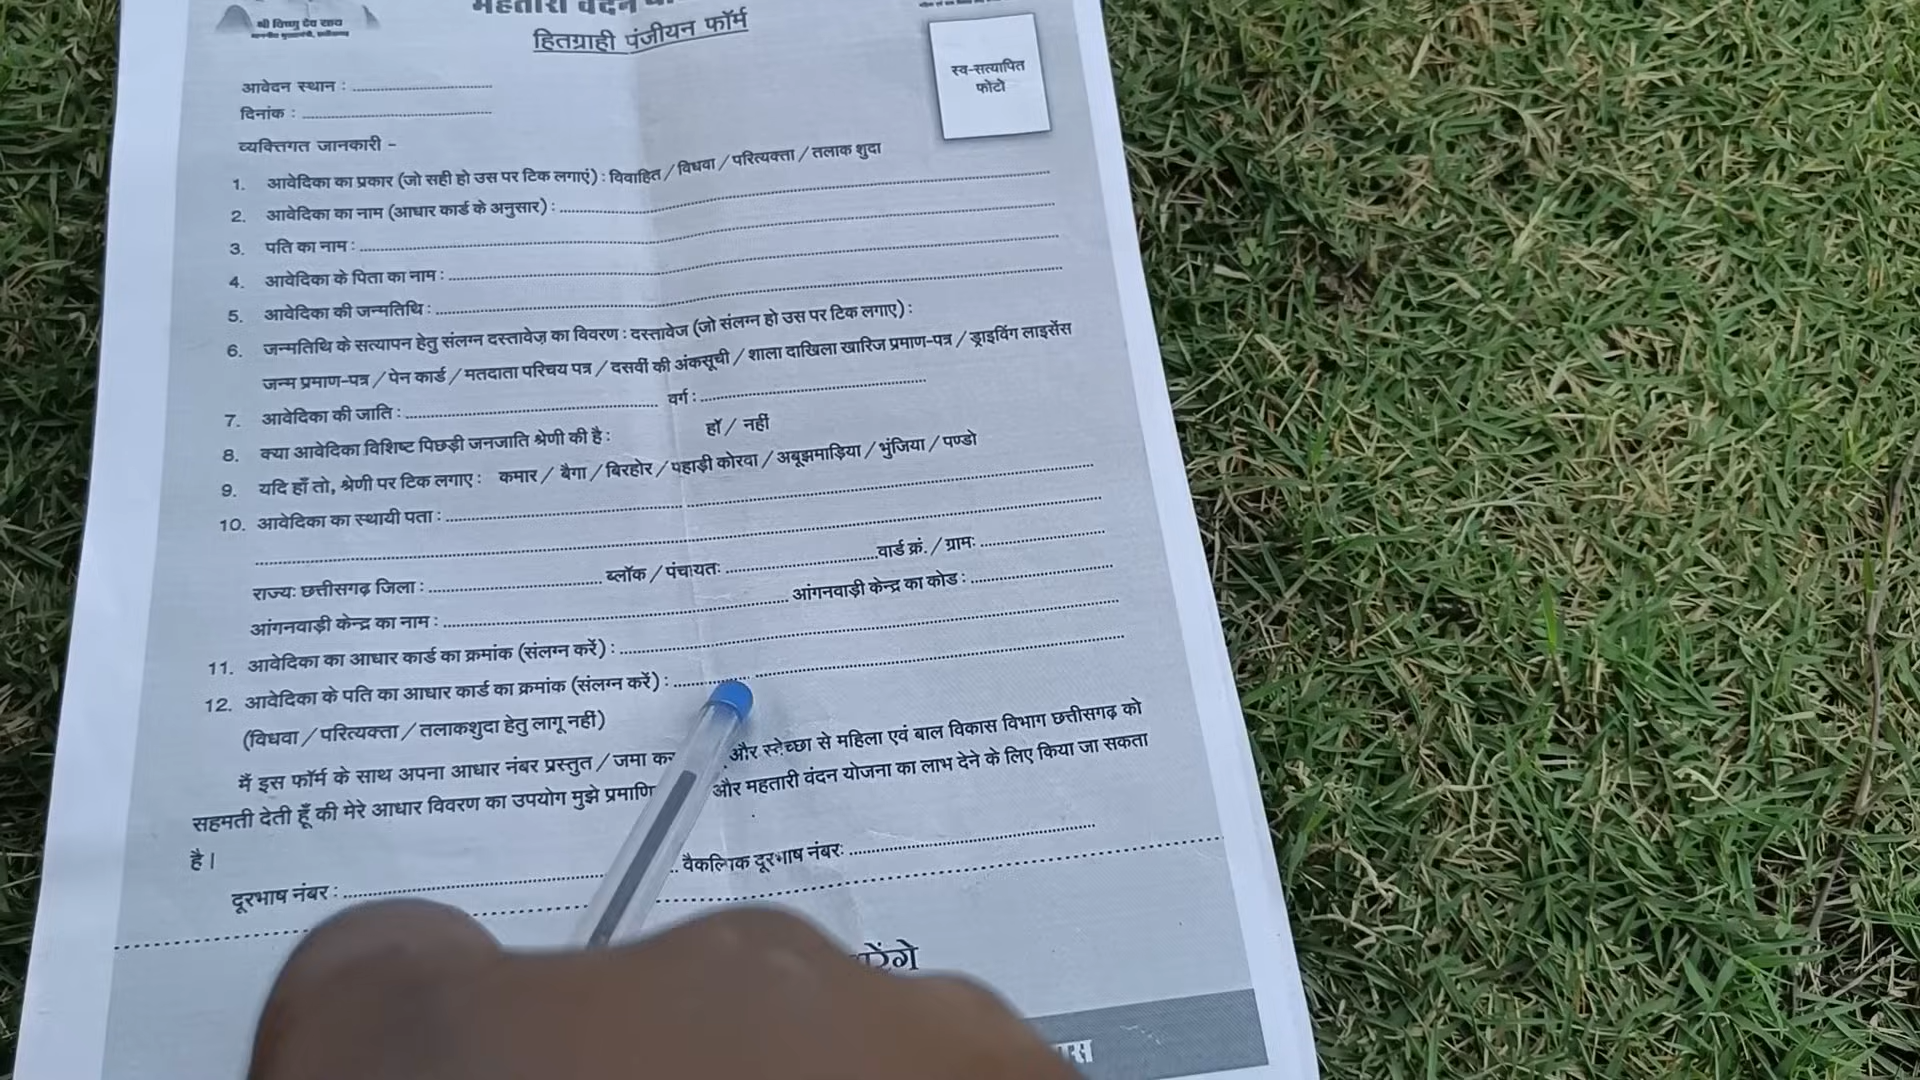 श्री विष्णु देव साय
महतारी वंदन
हितग्राही पंजीयन फॉर्म
स्व-सत्यापित
फोटो
आवेदन स्थान :
दिनांक :
व्यक्तिगत जानकारी –
1. आवेदिका का प्रकार (जो सही हो उस पर टिक लगाएं) : विवाहित / विधवा / परित्यक्ता / तलाक शुदा
2. आवेदिका का नाम (आधार कार्ड के अनुसार) :
3. पति का नाम :
4. आवेदिका के पिता का नाम :
5. आवेदिका की जन्मतिथि :
6. जन्मतिथि के सत्यापन हेतु संलग्न दस्तावेज़ का विवरण : दस्तावेज (जो संलग्न हो उस पर टिक लगाए) :
जन्म प्रमाण-पत्र / पेन कार्ड / मतदाता परिचय पत्र / दसवीं की अंकसूची / शाला दाखिला खारिज प्रमाण-पत्र / ड्राइविंग लाइसेंस
7. आवेदिका की जाति : वर्ग :
8. क्या आवेदिका विशिष्ट पिछड़ी जनजाति श्रेणी की है : हॉ / नहीं
9. यदि हाँ तो, श्रेणी पर टिक लगाए : कमार / बैगा / बिरहोर / पहाड़ी कोरवा / अबूझमाड़िया / भुंजिया / पण्डो
10. आवेदिका का स्थायी पता :
राज्य: छत्तीसगढ़ जिला : ब्लॉक / पंचायत: वार्ड क्रं. / ग्राम:
आंगनवाड़ी केन्द्र का नाम : आंगनवाड़ी केन्द्र का कोड :
11. आवेदिका का आधार कार्ड का क्रमांक (संलग्न करें) :
12. आवेदिका के पति का आधार कार्ड का क्रमांक (संलग्न करें) :
(विधवा / परित्यक्ता / तलाकशुदा हेतु लागू नहीं)
मैं इस फॉर्म के साथ अपना आधार नंबर प्रस्तुत / जमा और स्वेच्छा से महिला एवं बाल विकास विभाग छत्तीसगढ़ को
सहमती देती हूँ की मेरे आधार विवरण का उपयोग मुझे और महतारी वंदन योजना का लाभ देने के लिए किया जा सकता
है।
दूरभाष नंबर : वैकल्पिक दूरभाष नंबर: